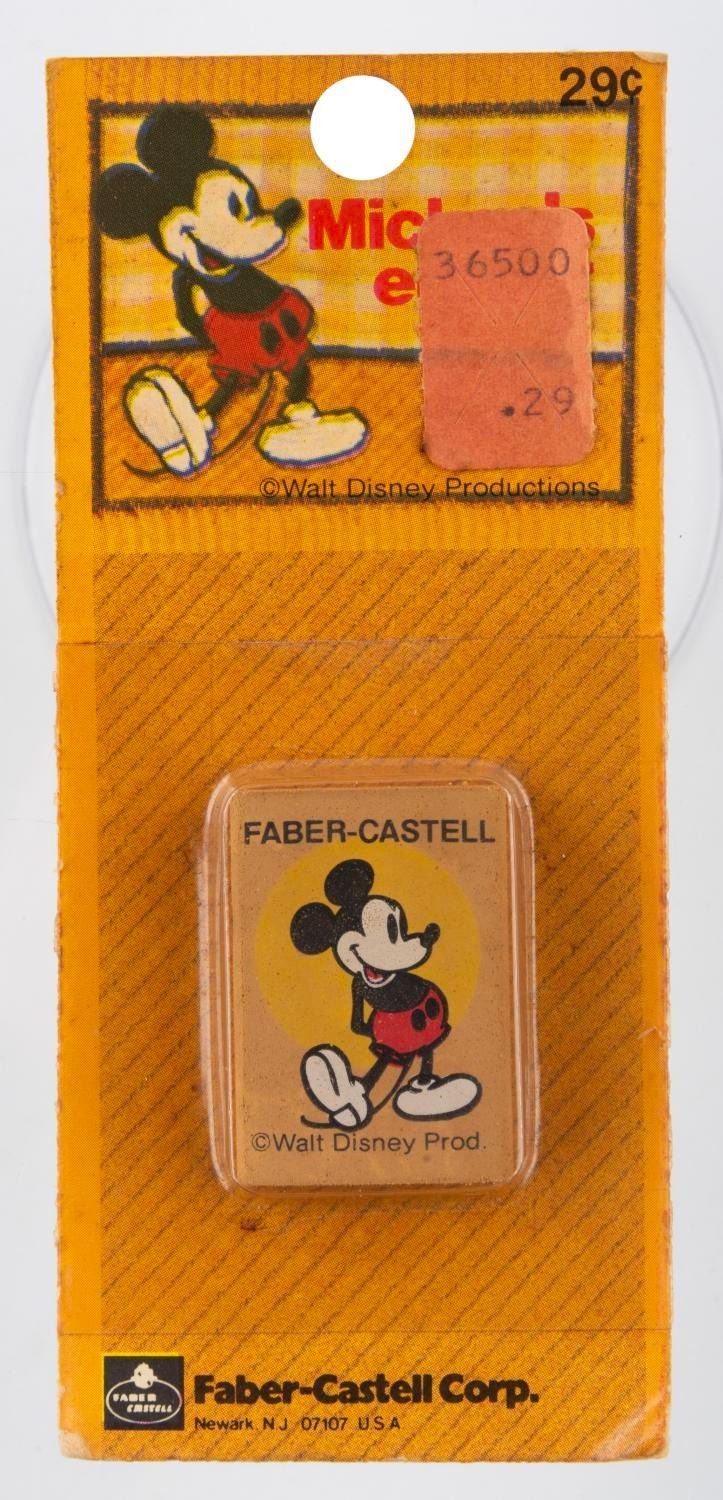 29¢
Mic
36500
.29
©Walt Disney Productions
FABER-CASTELL
©Walt Disney Prod.
FABER
CASTELL
Faber-Castell Corp.
Newark N.J 07107 U.S A